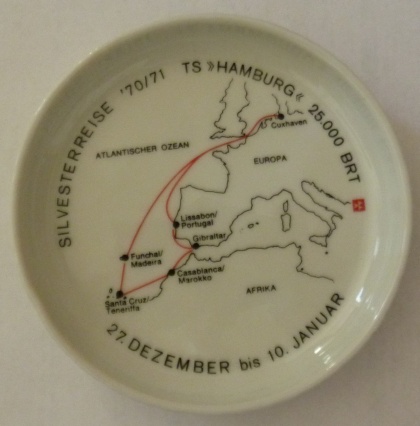 SILVESTERREISE '70/71 TS »HAMBURG« 25.000 BRT
Cuxhaven
ATLANTISCHER OZEAN
EUROPA
Lissabon/
Portugal
Gibraltar
Funchal/
Madeira
Casablanca/
Marokko
Santa Cruz/
Teneriffa
AFRIKA
27. DEZEMBER bis 10. JANUAR